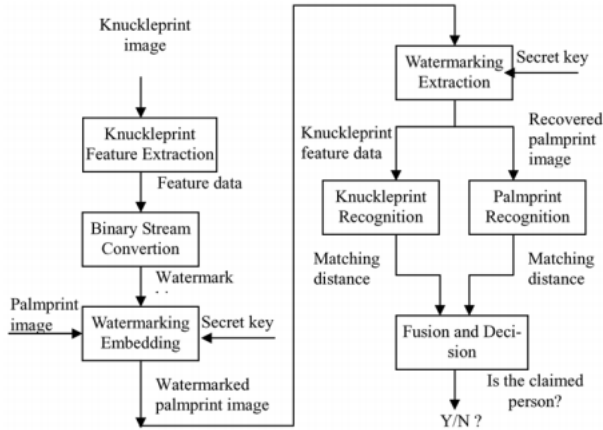 Knuckleprint
image
Knuckleprint
Feature Extraction
Feature data
Binary Stream
Convertion
Watermark
Palmprint
image
Watermarking
Embedding
Secret key
Watermarked
palmprint image
Watermarking
Extraction
Secret key
Knuckleprint
feature data
Recovered
palmprint
image
Knuckleprint
Recognition
Palmprint
Recognition
Matching
distance
Matching
distance
Fusion and Deci-
sion
Is the claimed
person?
Y/N ?